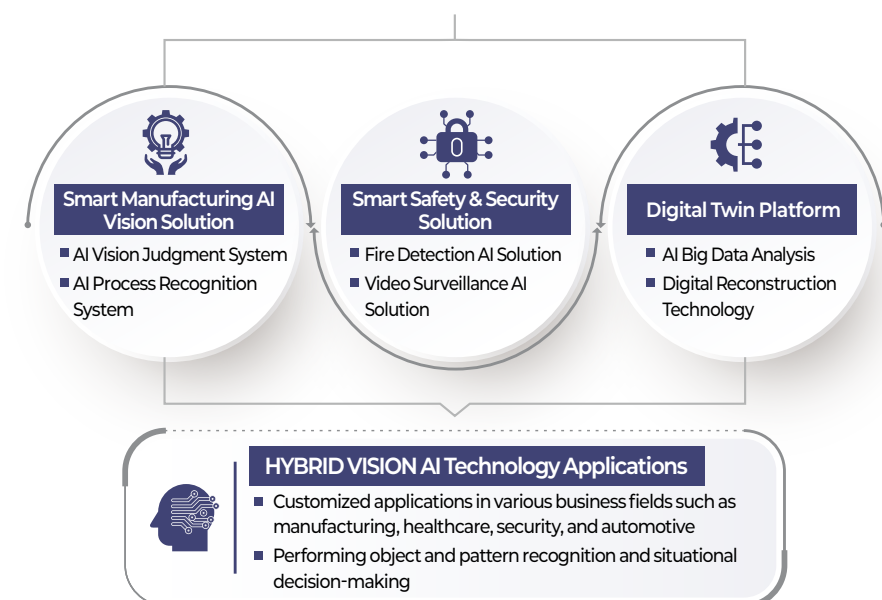 Smart Manufacturing AI
Vision Solution
AI Vision Judgment System
AI Process Recognition
System
Smart Safety & Security
Solution
Fire Detection AI Solution
Video Surveillance AI
Solution
Digital Twin Platform
AI Big Data Analysis
Digital Reconstruction
Technology
HYBRID VISION AI Technology Applications
Customized applications in various business fields such as
manufacturing, healthcare, security, and automotive
Performing object and pattern recognition and situational
decision-making